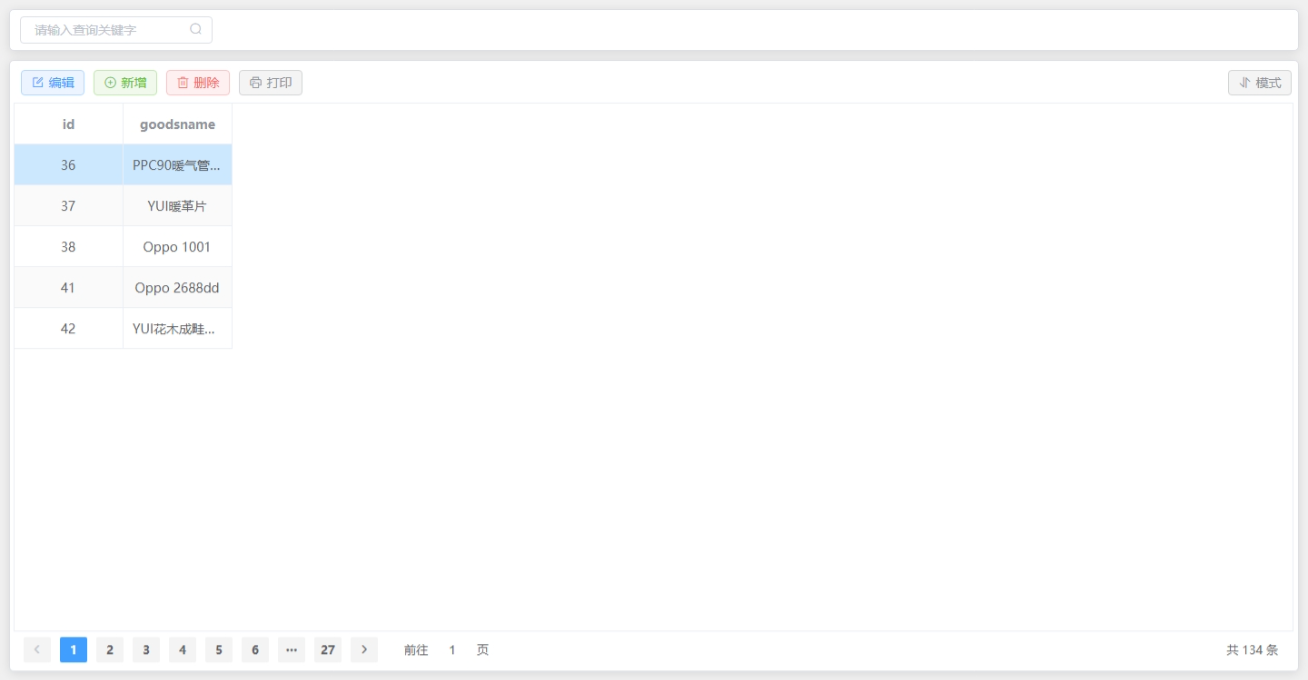 请输入查询关键字
编辑 新增 删除 打印 模式
id goodsname
36 PPC90暖气管...
37 YUI暖革片
38 Oppo 1001
41 Oppo 2688dd
42 YUI花木成畦...
1 2 3 4 5 6 ... 27 前往 1 页 共 134 条